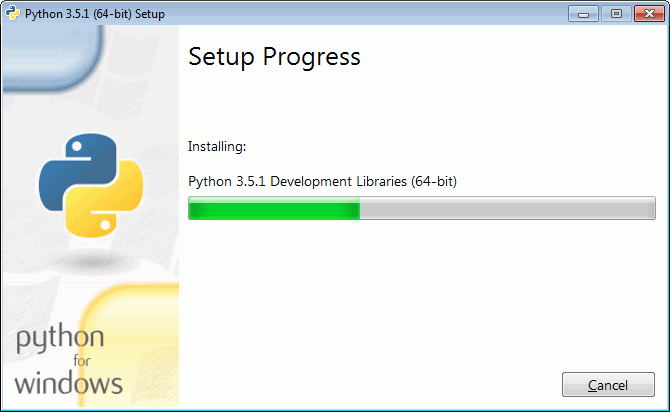 Python 3.5.1 (64-bit) Setup
Setup Progress
Installing:
Python 3.5.1 Development Libraries (64-bit)
python
for
windows
Cancel